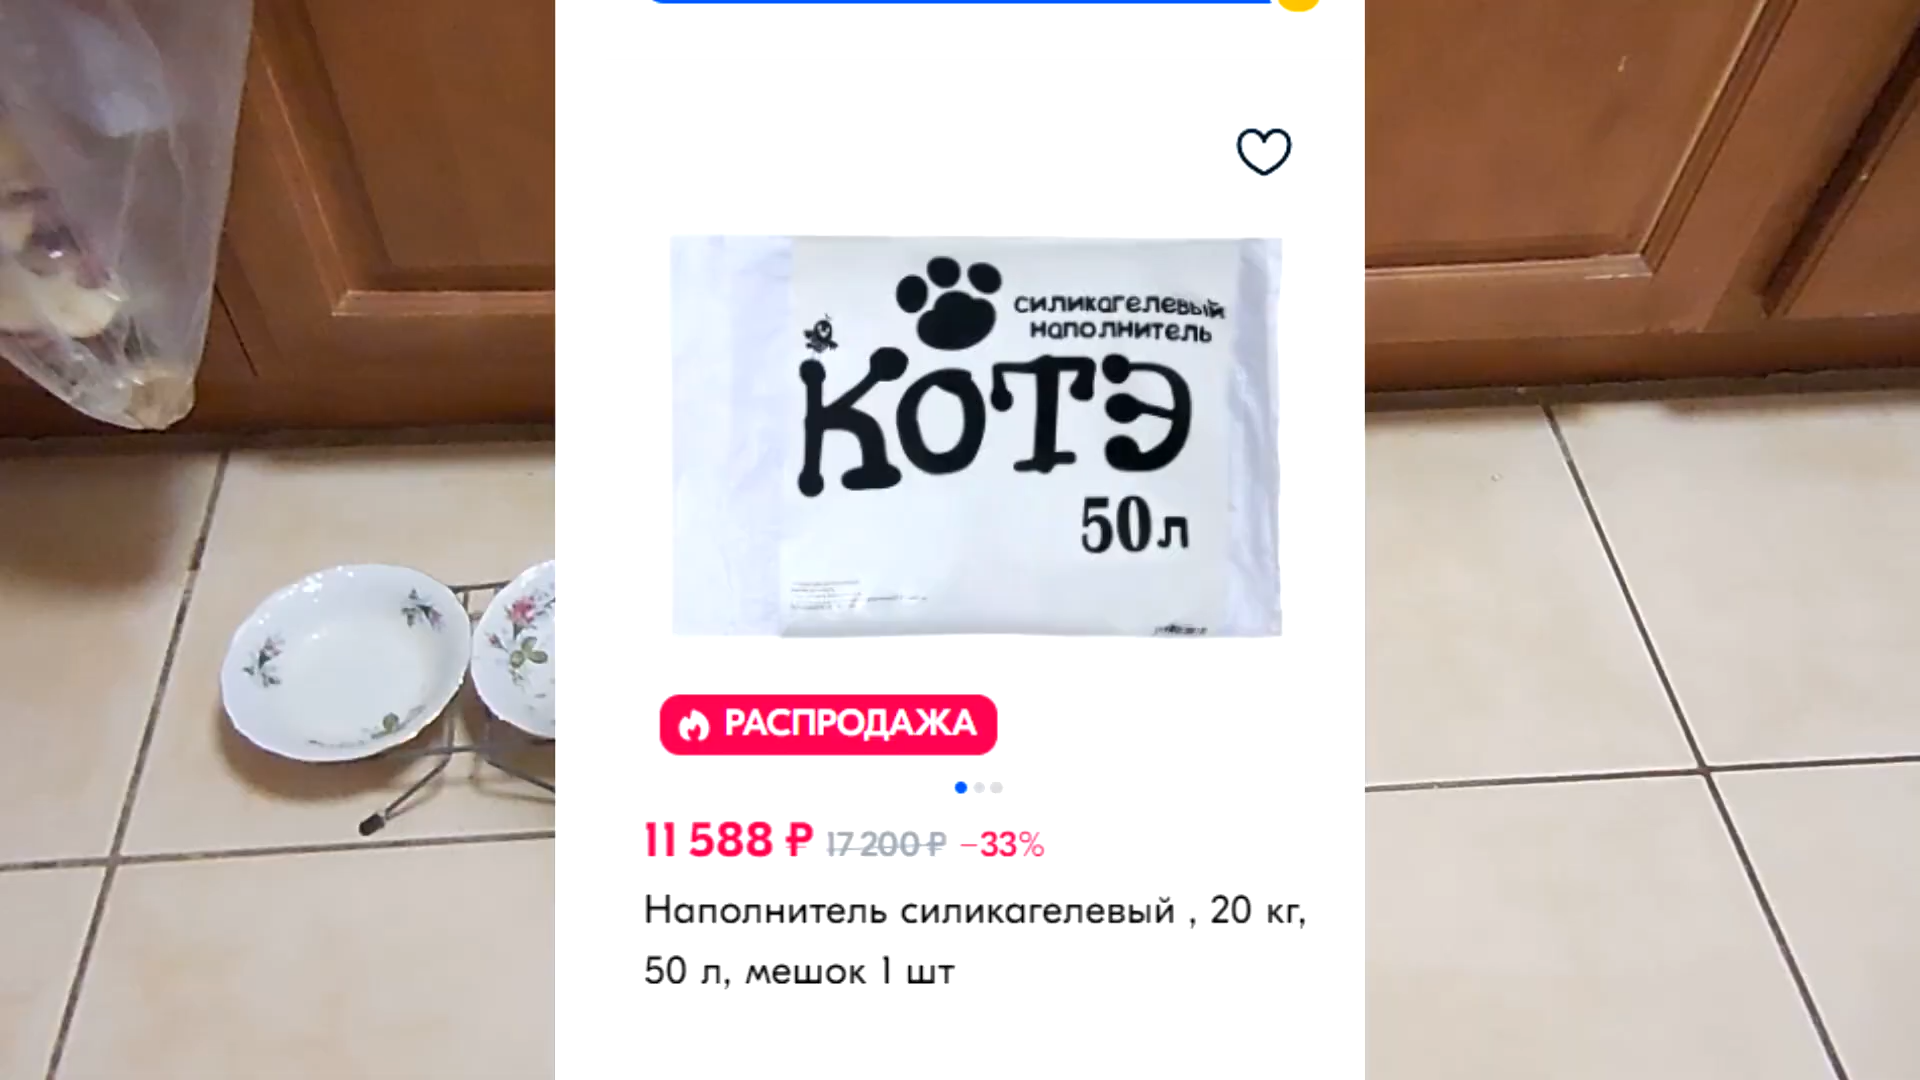 силикагелевый
наполнитель
котэ
50л
РАСПРОДАЖА
11 588 ₽ 17 200 ₽ –33%
Наполнитель силикагелевый , 20 кг,
50 л, мешок 1 шт